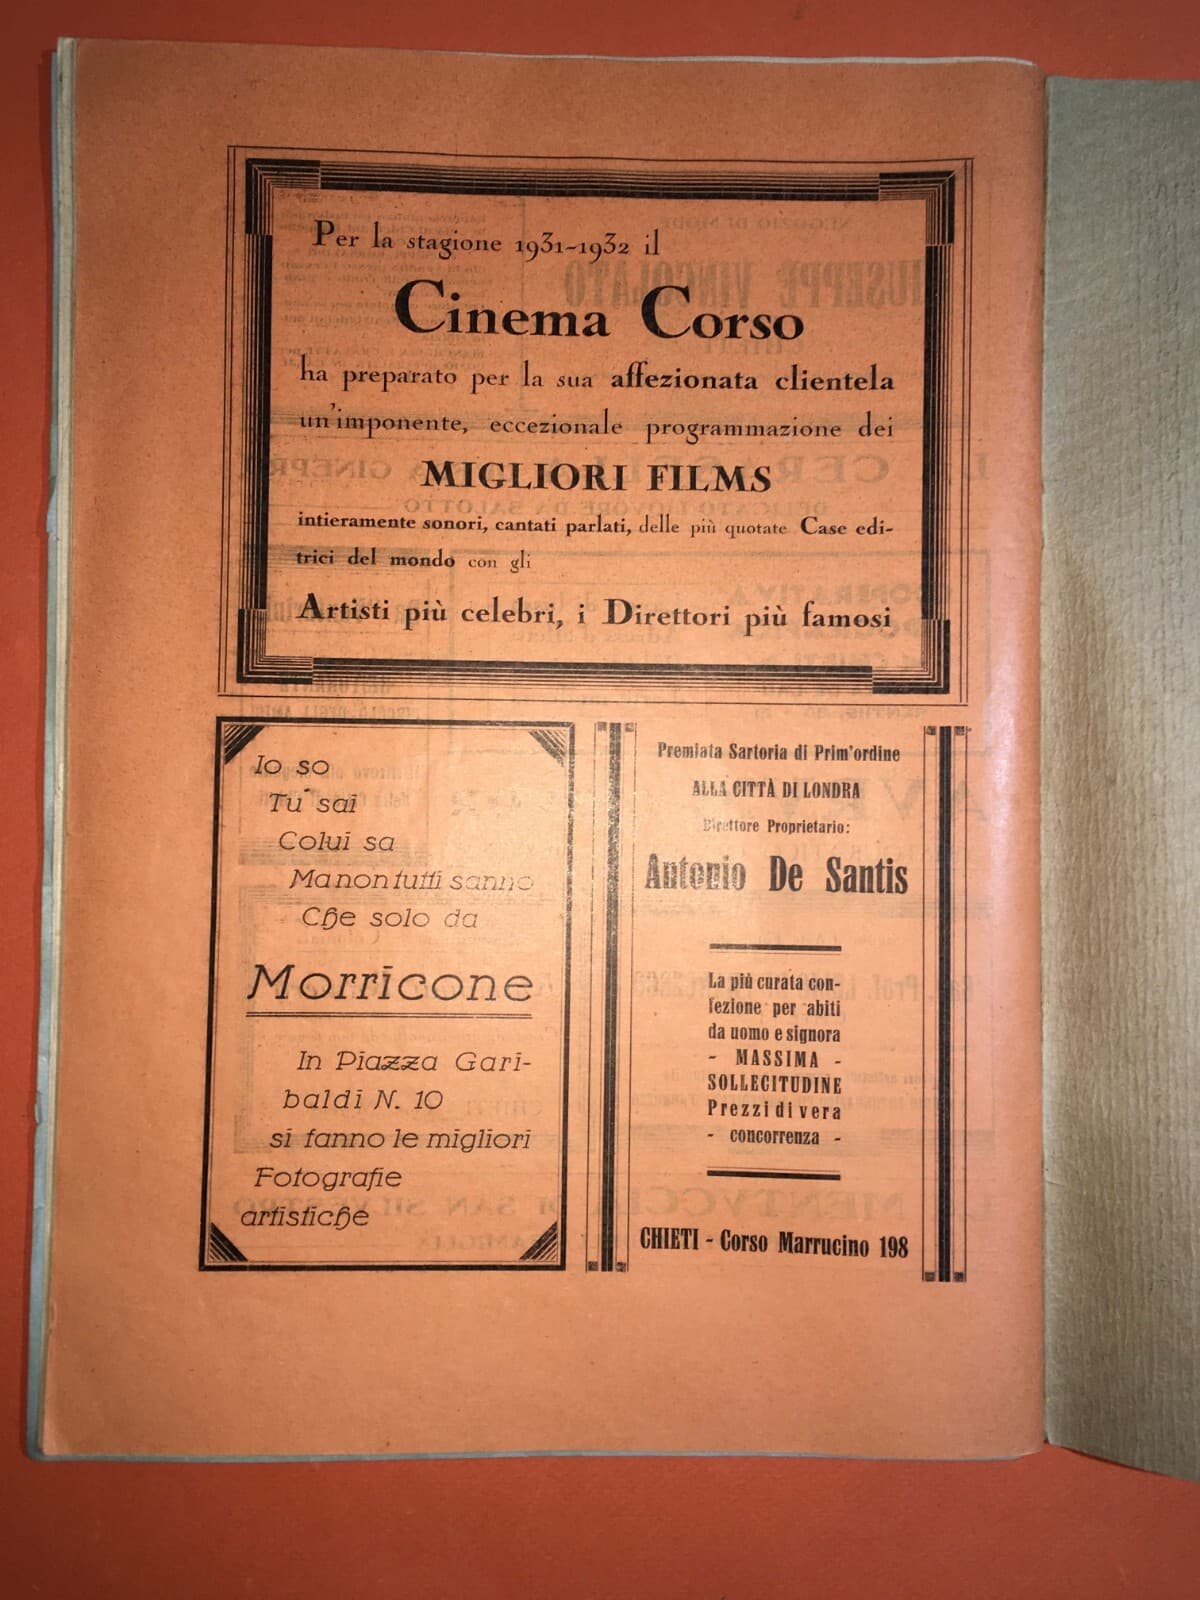 Per la stagione 1931-1932 il
Cinema Corso
ha preparato per la sua affezionata clientela
un'imponente, eccezionale programmazione dei
MIGLIORI FILMS
intieramente sonori, cantati parlati, delle più quotate Case edi-
trici del mondo con gli
Artisti più celebri, i Direttori più famosi
Io so
Tu sai
Colui sa
Ma non tutti sanno
Che solo da
Morricone
In Piazza Gari-
baldi N. 10
si fanno le migliori
Fotografie
artistiche
Premiata Sartoria di Prim'ordine
ALLA CITTÀ DI LONDRA
Direttore Proprietario:
Antonio De Santis
La più curata con-
fezione per abiti
da uomo e signora
- MASSIMA -
SOLLECITUDINE
Prezzi di vera
- concorrenza -
CHIETI - Corso Marrucino 198